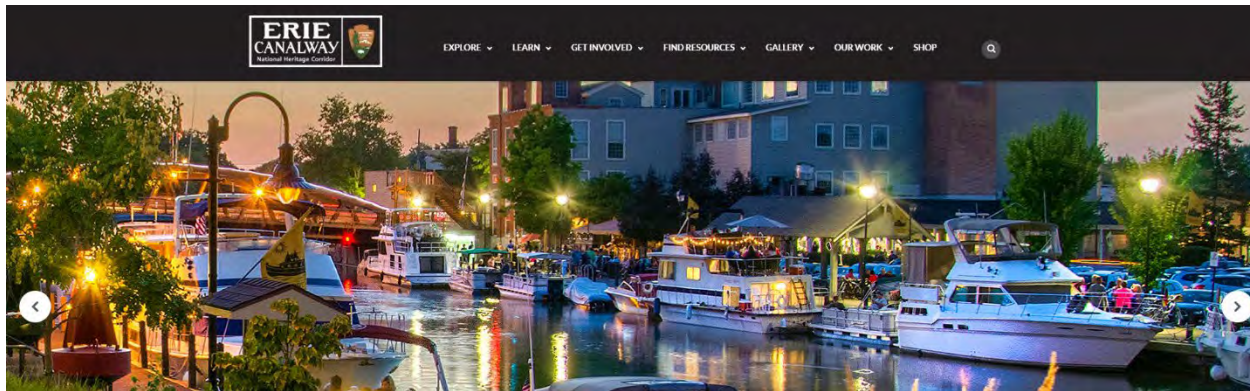 ERIE
CANALWAY
National Heritage Corridor
EXPLORE LEARN GET INVOLVED FIND RESOURCES GALLERY OUR WORK SHOP